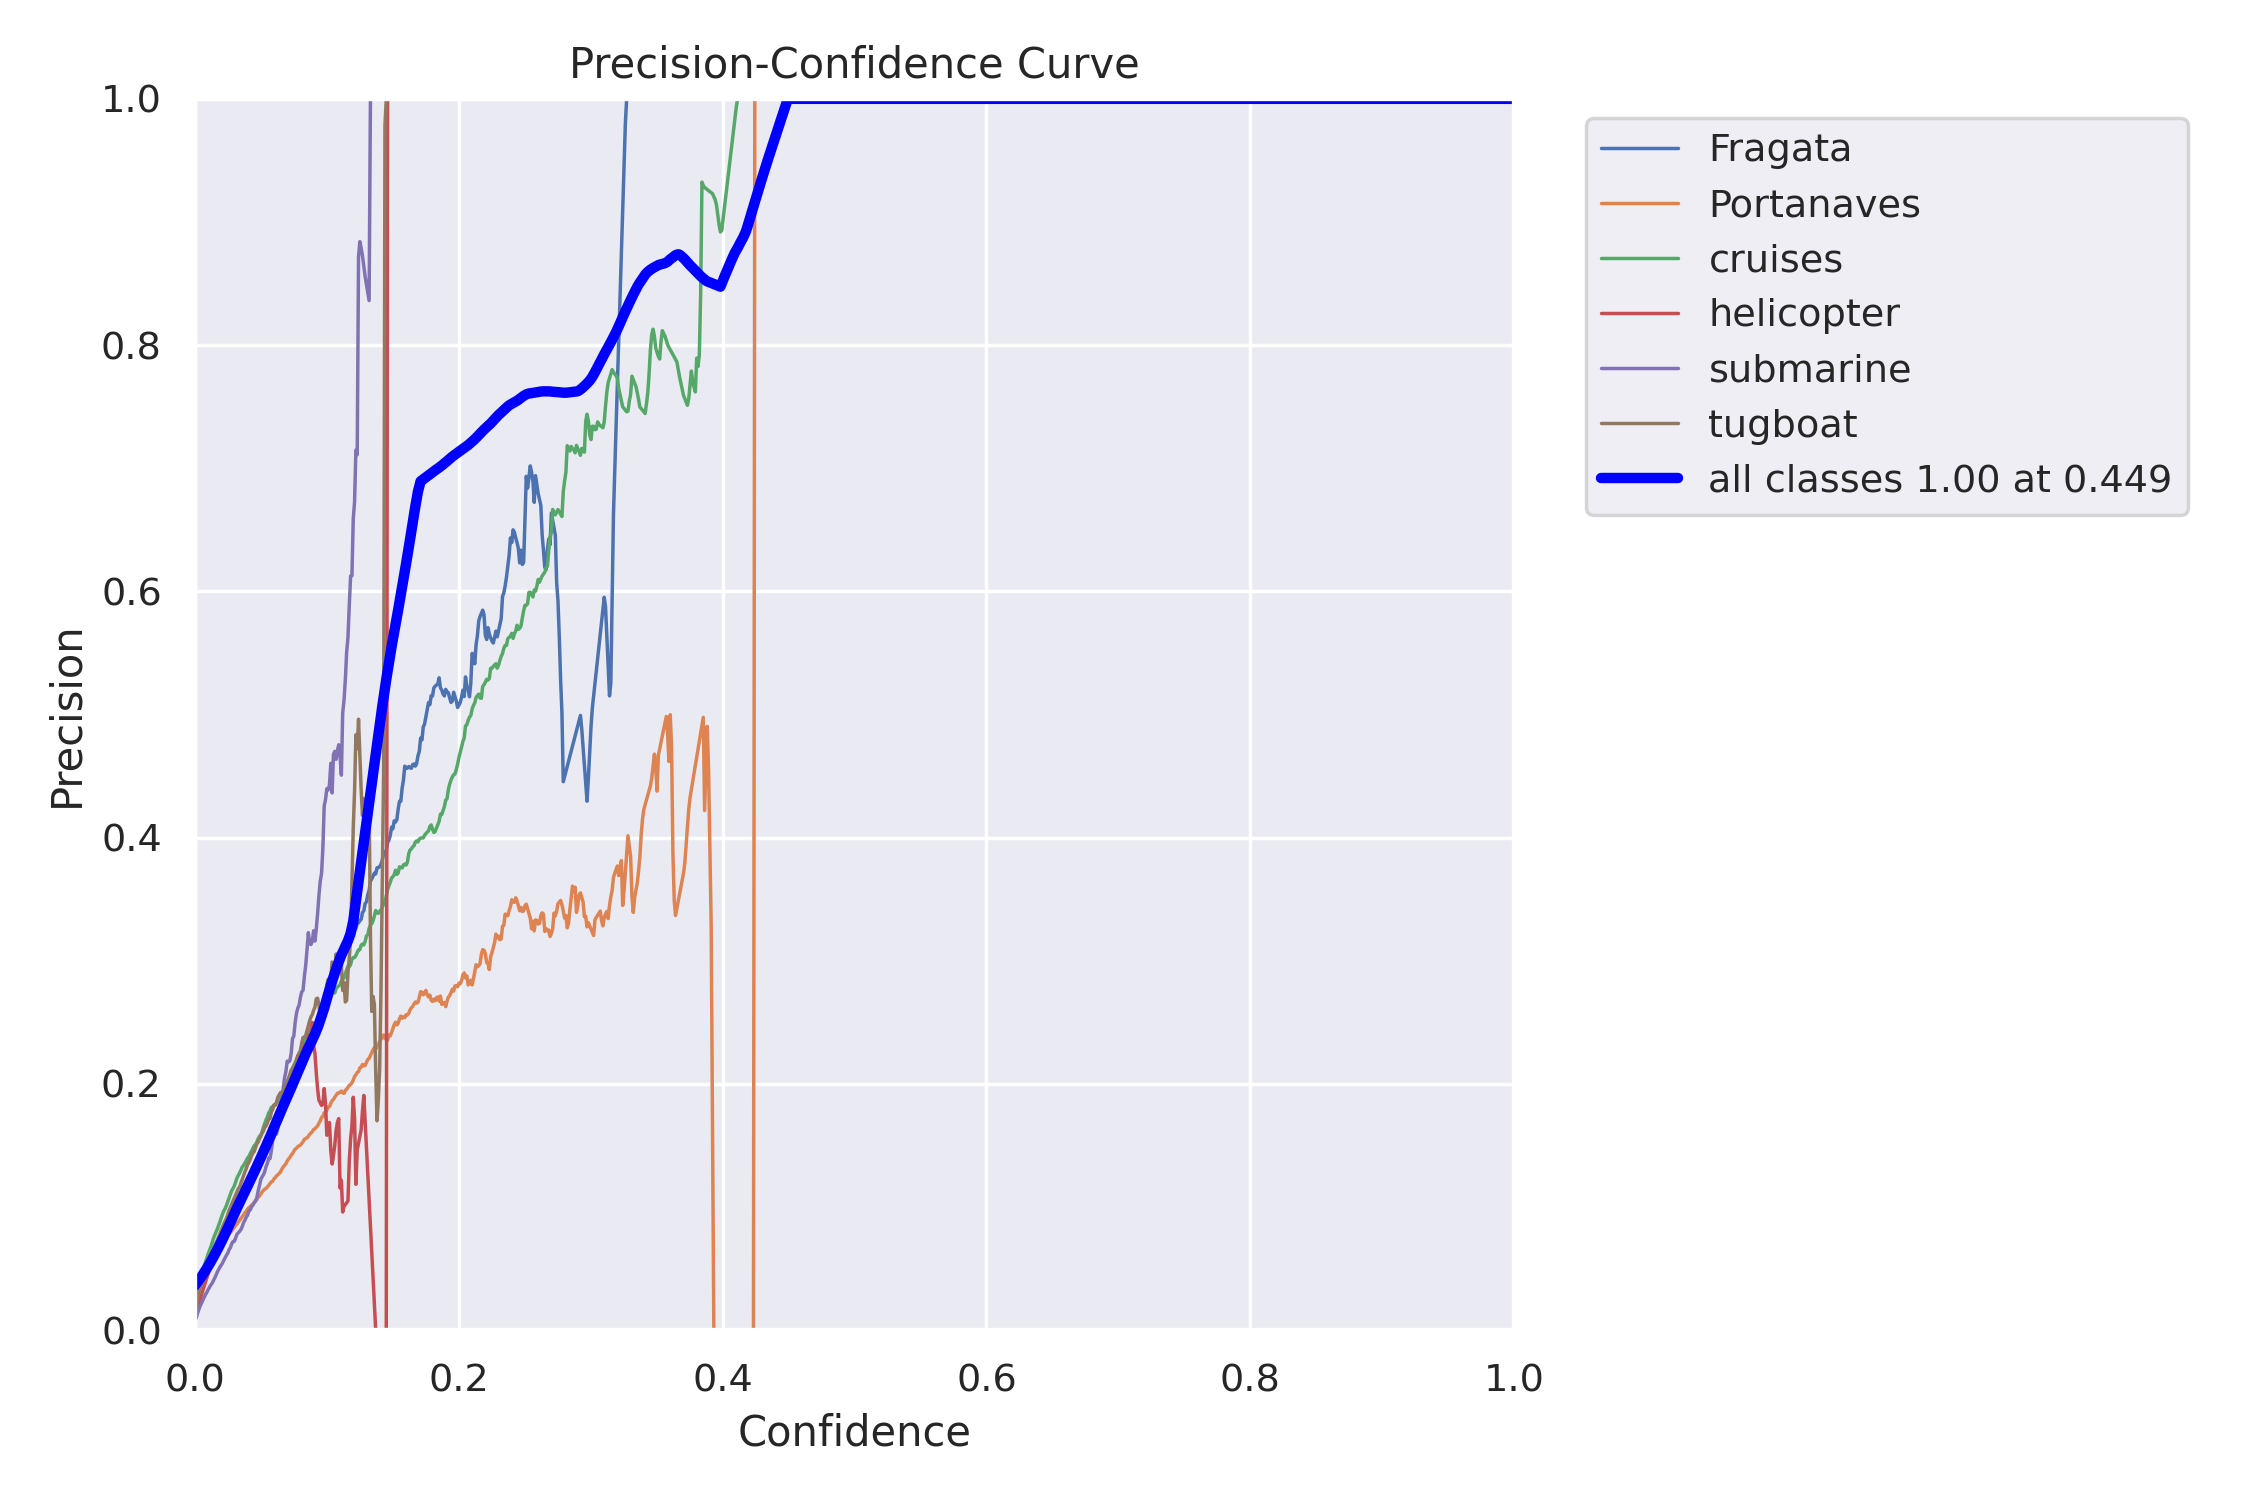 Precision-Confidence Curve
1.0
0.8
0.6
0.4
0.2
0.0
Precision
0.0 0.2 0.4 0.6 0.8 1.0
Confidence
Fragata
Portanaves
cruises
helicopter
submarine
tugboat
all classes 1.00 at 0.449